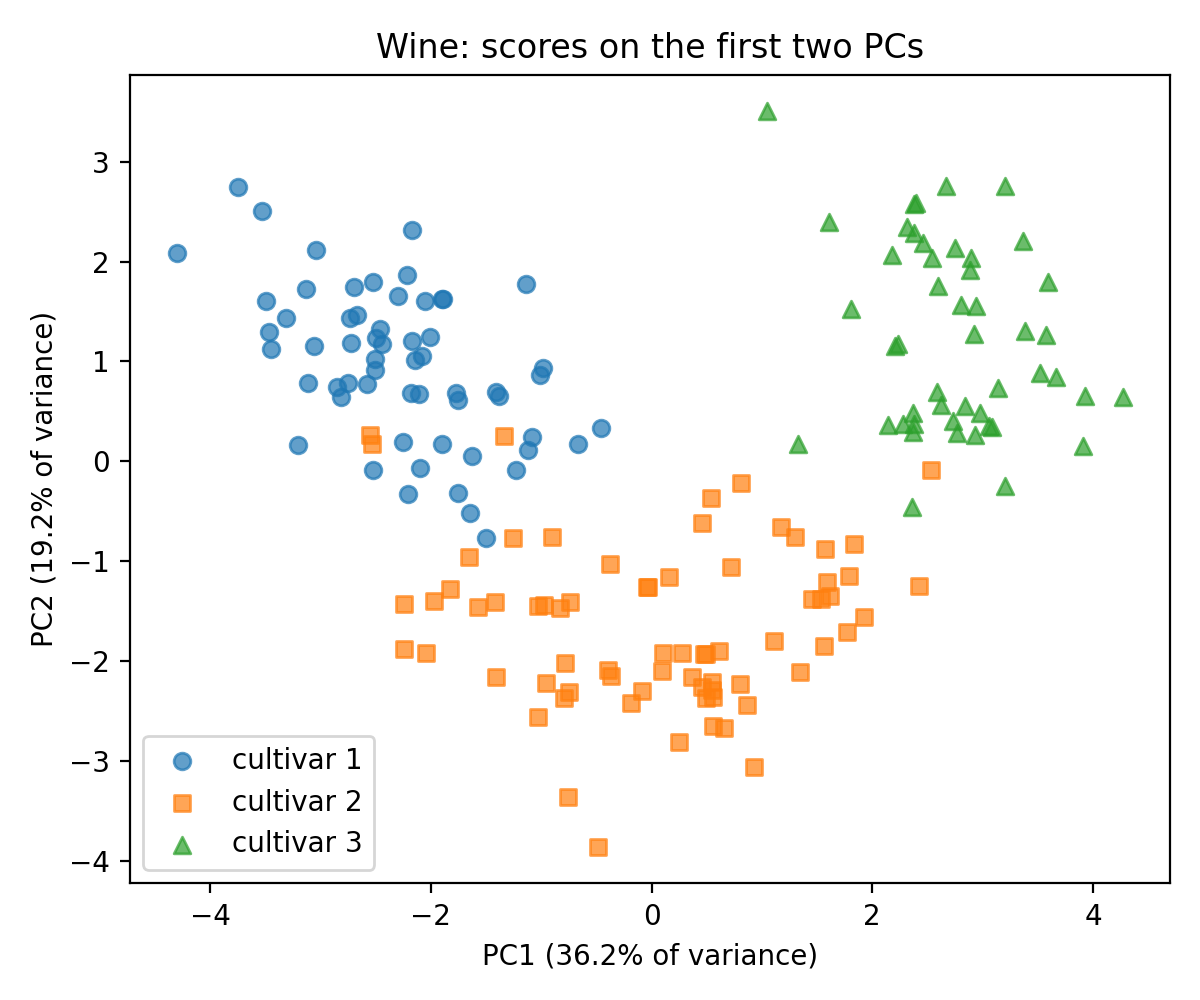 Wine: scores on the first two PCs
3
2
1
0
−1
−2
−3
−4
PC2 (19.2% of variance)
cultivar 1
cultivar 2
cultivar 3
−4
−2
0
2
4
PC1 (36.2% of variance)